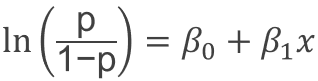 ln(p/1-p) = β₀ + β₁x